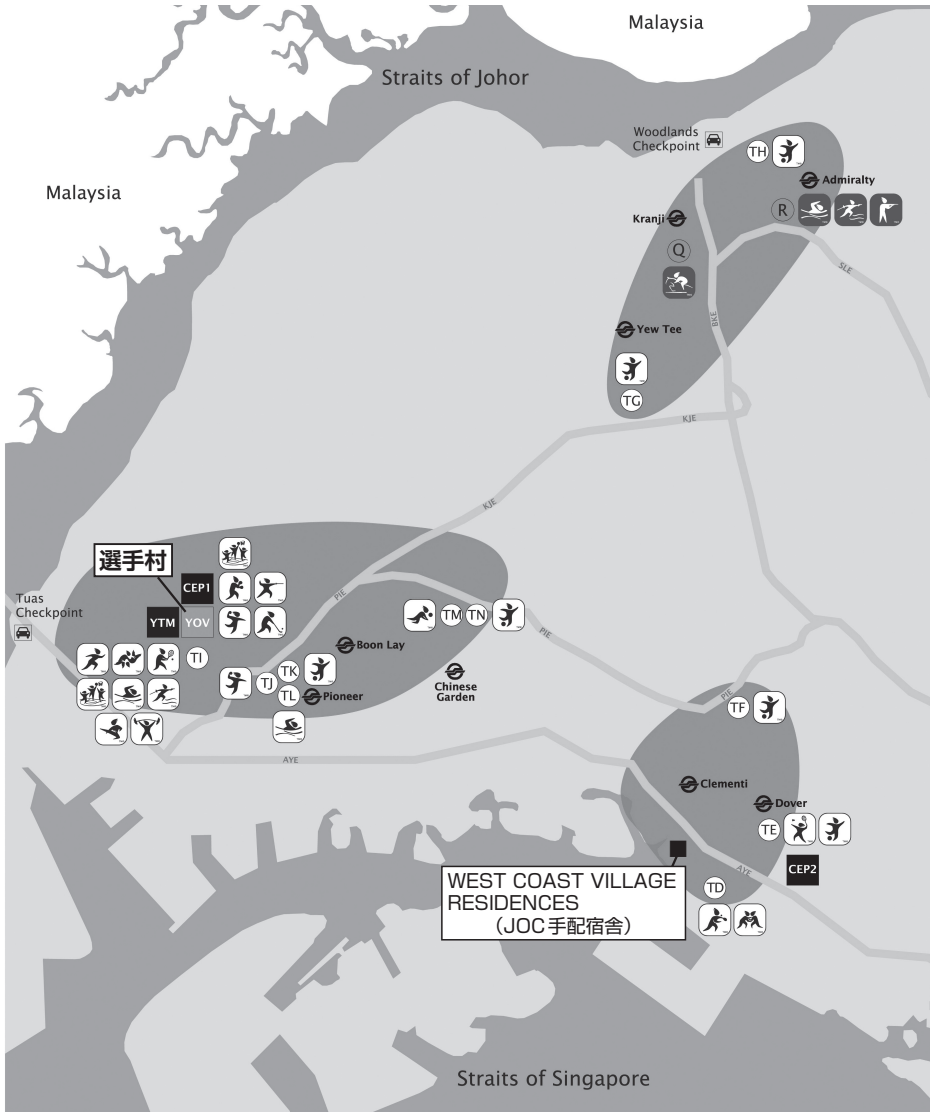 Malaysia
Straits of Johor
Woodlands
Checkpoint
TH
Malaysia
Admiralty
R
Kranji
Q
SLE
BKE
Yew Tee
TG
KJE
KJE
選手村
CEP1
PIE
Tuas
Checkpoint
YTM
YOV
TM
TN
PIE
Boon Lay
TI
TK
TJ
TL
Pioneer
Chinese
Garden
PIE
TF
AYE
Clementi
Dover
TE
CEP2
AYE
WEST COAST VILLAGE
RESIDENCES
(JOC手配宿舎)
TD
Straits of Singapore